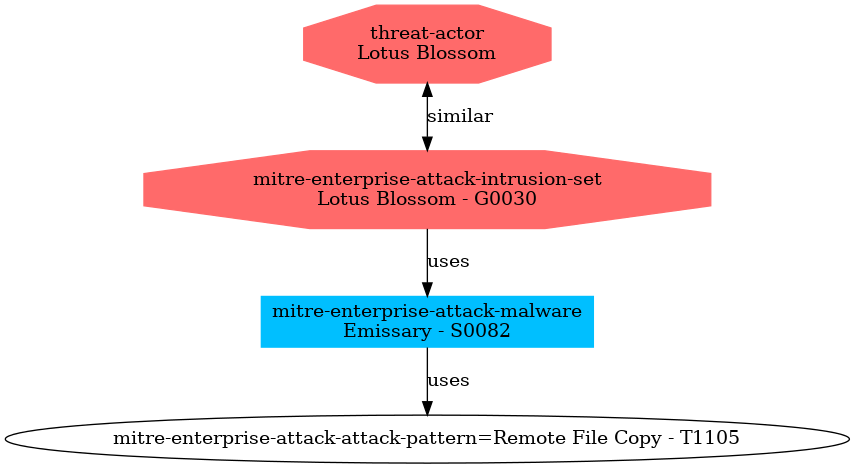 threat-actor
Lotus Blossom
similar
mitre-enterprise-attack-intrusion-set
Lotus Blossom - G0030
uses
mitre-enterprise-attack-malware
Emissary - S0082
uses
mitre-enterprise-attack-attack-pattern=Remote File Copy - T1105